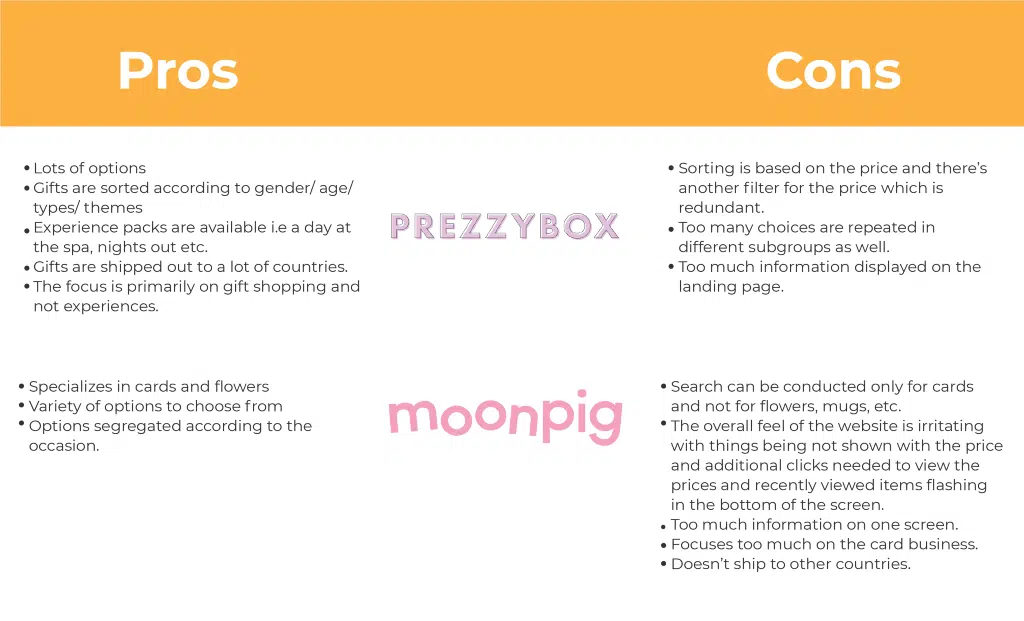 Pros
Cons
• Lots of options
• Gifts are sorted according to gender/ age/
types/ themes
• Experience packs are available i.e a day at
the spa, nights out etc.
• Gifts are shipped out to a lot of countries.
• The focus is primarily on gift shopping and
not experiences.
PREZZYBOX
• Sorting is based on the price and there's
another filter for the price which is
redundant.
• Too many choices are repeated in
different subgroups as well.
• Too much information displayed on the
landing page.
• Specializes in cards and flowers
• Variety of options to choose from
• Options segregated according to the
occasion.
moonpig
• Search can be conducted only for cards
and not for flowers, mugs, etc.
• The overall feel of the website is irritating
with things being not shown with the price
and additional clicks needed to view the
prices and recently viewed items flashing
in the bottom of the screen.
• Too much information on one screen.
• Focuses too much on the card business.
• Doesn't ship to other countries.